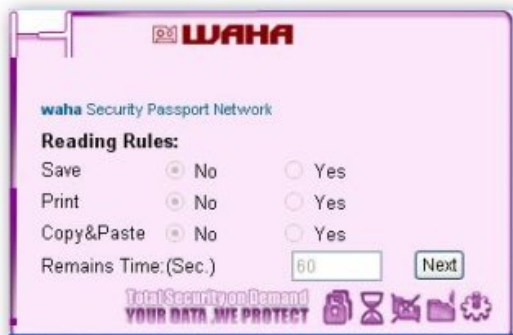 WAHA
waha Security Passport Network
Reading Rules:
Save No Yes
Print No Yes
Copy&Paste No Yes
Remains Time:(Sec.) 60 Next
Total Security on Demand
YOUR DATA .WE PROTECT